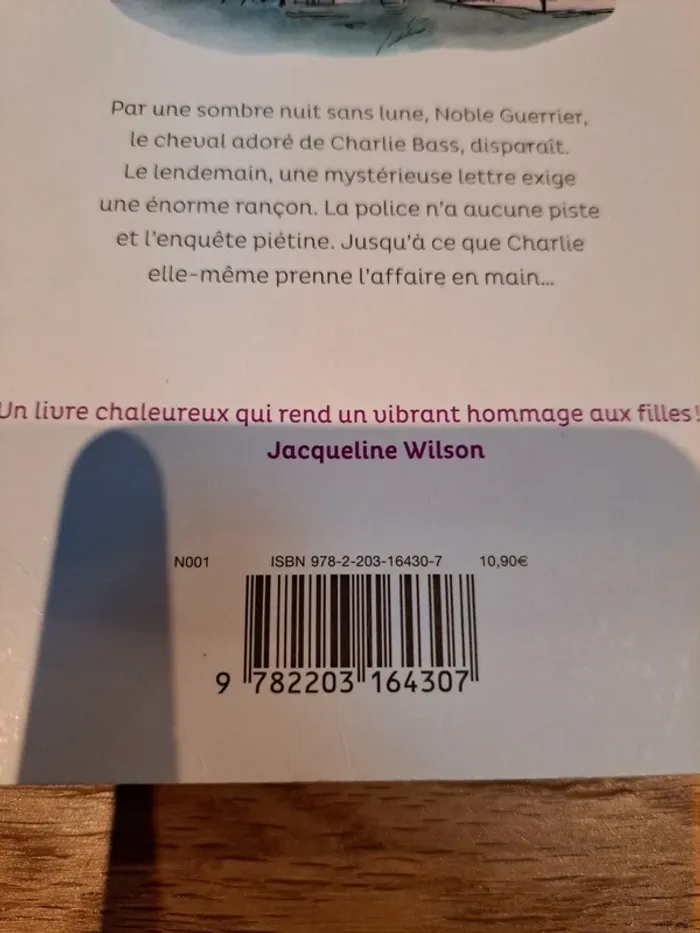 Par une sombre nuit sans lune, Noble Guerrier,
le cheval adoré de Charlie Bass, disparaît.
Le lendemain, une mystérieuse lettre exige
une énorme rançon. La police n'a aucune piste
et l'enquête piétine. Jusqu'à ce que Charlie
elle-même prenne l'affaire en main...
Un livre chaleureux qui rend un vibrant hommage aux filles!
Jacqueline Wilson
N001 ISBN 978-2-203-16430-7 10,90€
9 782203 164307